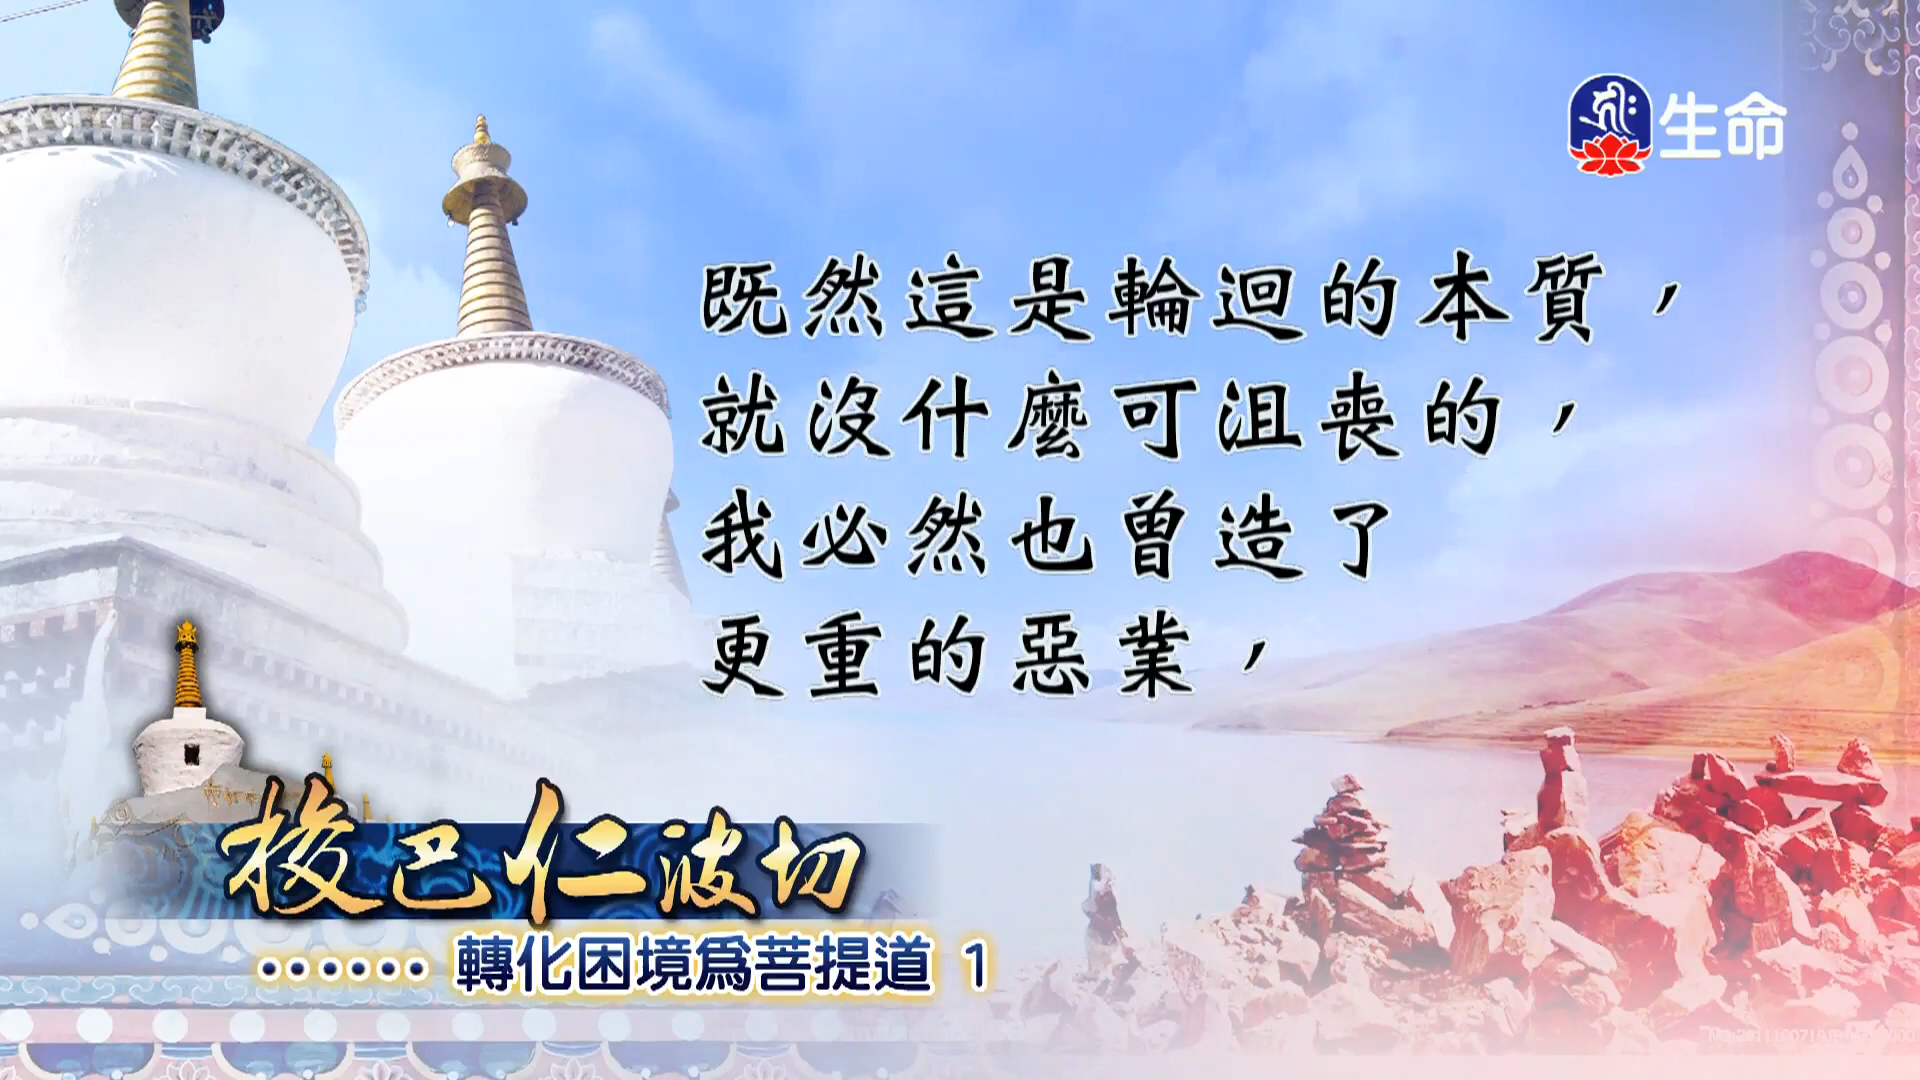 生命
既然這是輪迴的本質，
就沒什麼可沮喪的，
我必然也曾造了
更重的惡業，
梭巴仁波切
⋯⋯轉化困境為菩提道 1